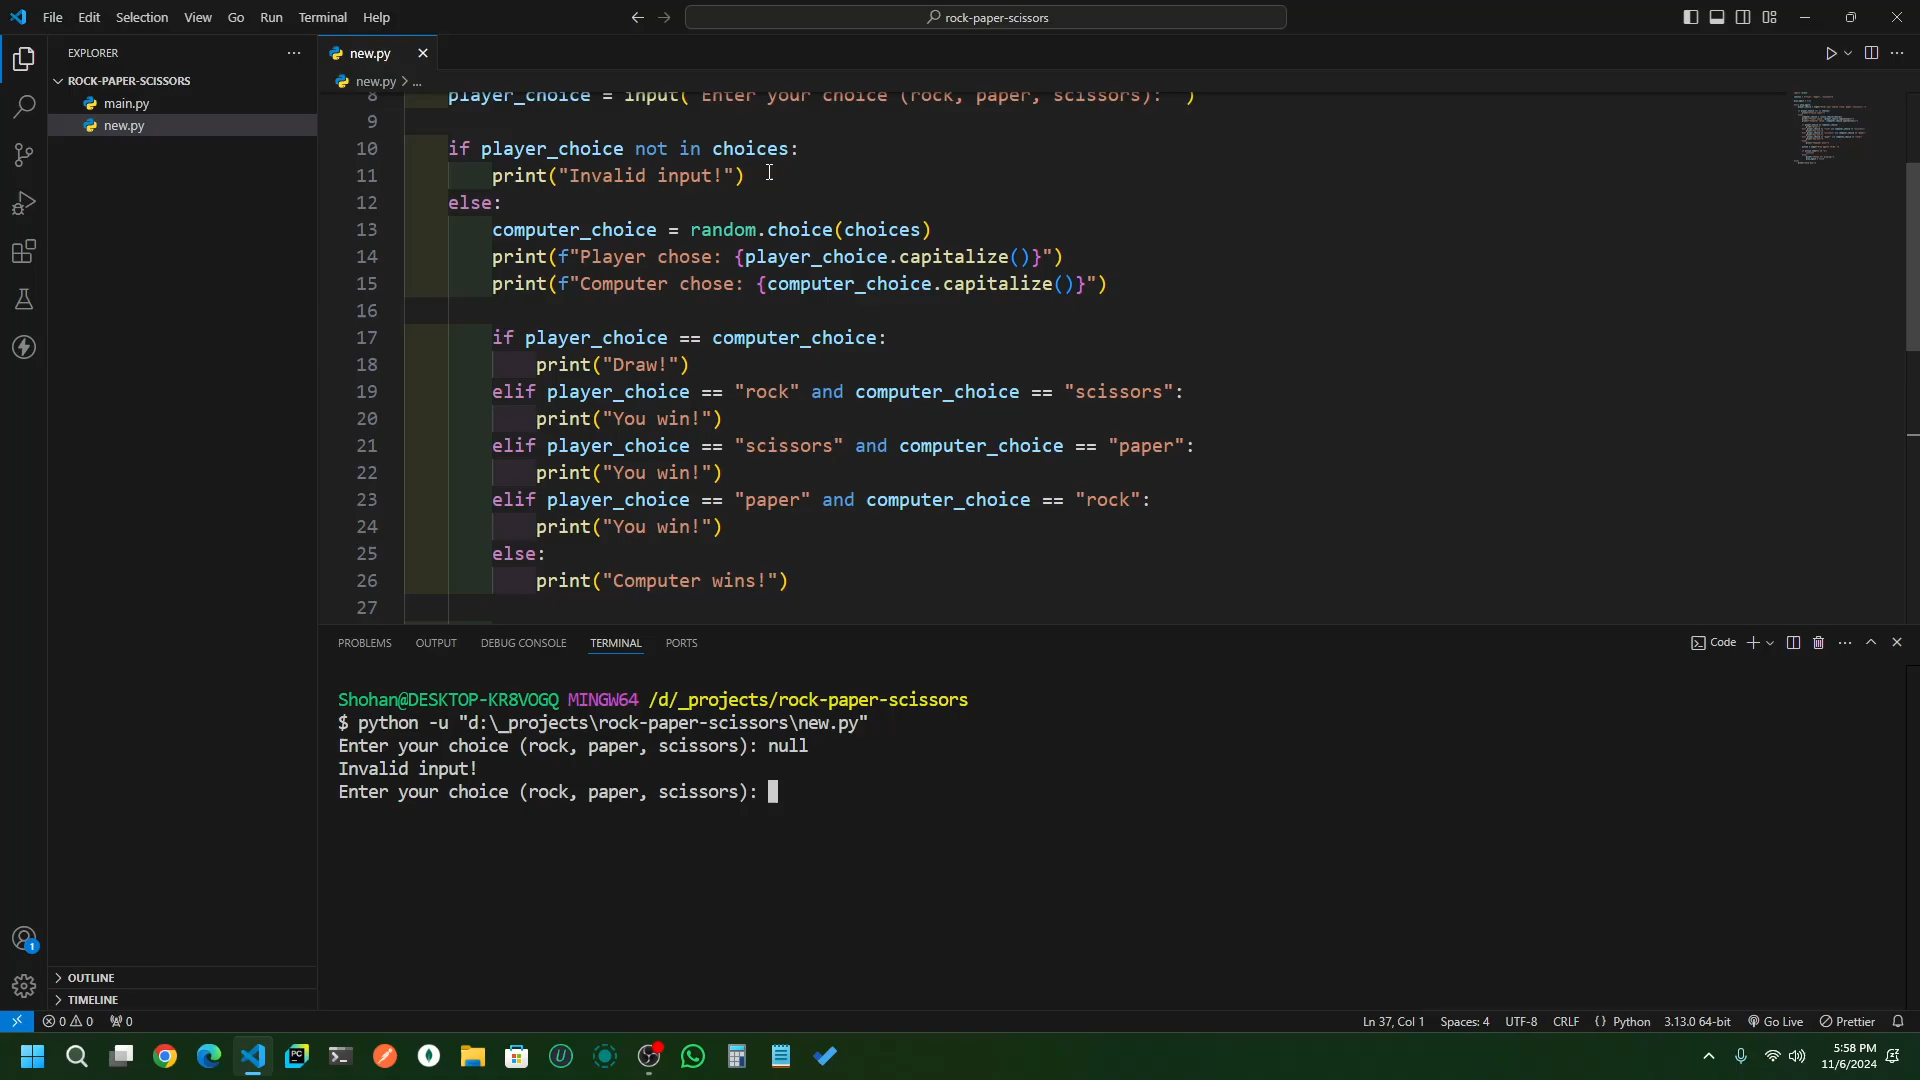 File Edit Selection View Go Run Terminal Help
rock-paper-scissors
EXPLORER
ROCK-PAPER-SCISSORS
main.py
new.py
new.py
new.py > ...
8 player_choice = input("Enter your choice (rock, paper, scissors): ")
9
10 if player_choice not in choices:
11 print("Invalid input!")
12 else:
13 computer_choice = random.choice(choices)
14 print(f"Player chose: {player_choice.capitalize()}")
15 print(f"Computer chose: {computer_choice.capitalize()}")
16
17 if player_choice == computer_choice:
18 print("Draw!")
19 elif player_choice == "rock" and computer_choice == "scissors":
20 print("You win!")
21 elif player_choice == "scissors" and computer_choice == "paper":
22 print("You win!")
23 elif player_choice == "paper" and computer_choice == "rock":
24 print("You win!")
25 else:
26 print("Computer wins!")
27
PROBLEMS OUTPUT DEBUG CONSOLE TERMINAL PORTS
Code
Shohan@DESKTOP-KR8VOGQ MINGW64 /d/_projects/rock-paper-scissors
$ python -u "d:\_projects\rock-paper-scissors\new.py"
Enter your choice (rock, paper, scissors): null
Invalid input!
Enter your choice (rock, paper, scissors):
1
OUTLINE
TIMELINE
0 0 0
Ln 37, Col 1 Spaces: 4 UTF-8 CRLF {} Python 3.13.0 64-bit Go Live Prettier
PC
U
5:58 PM
11/6/2024